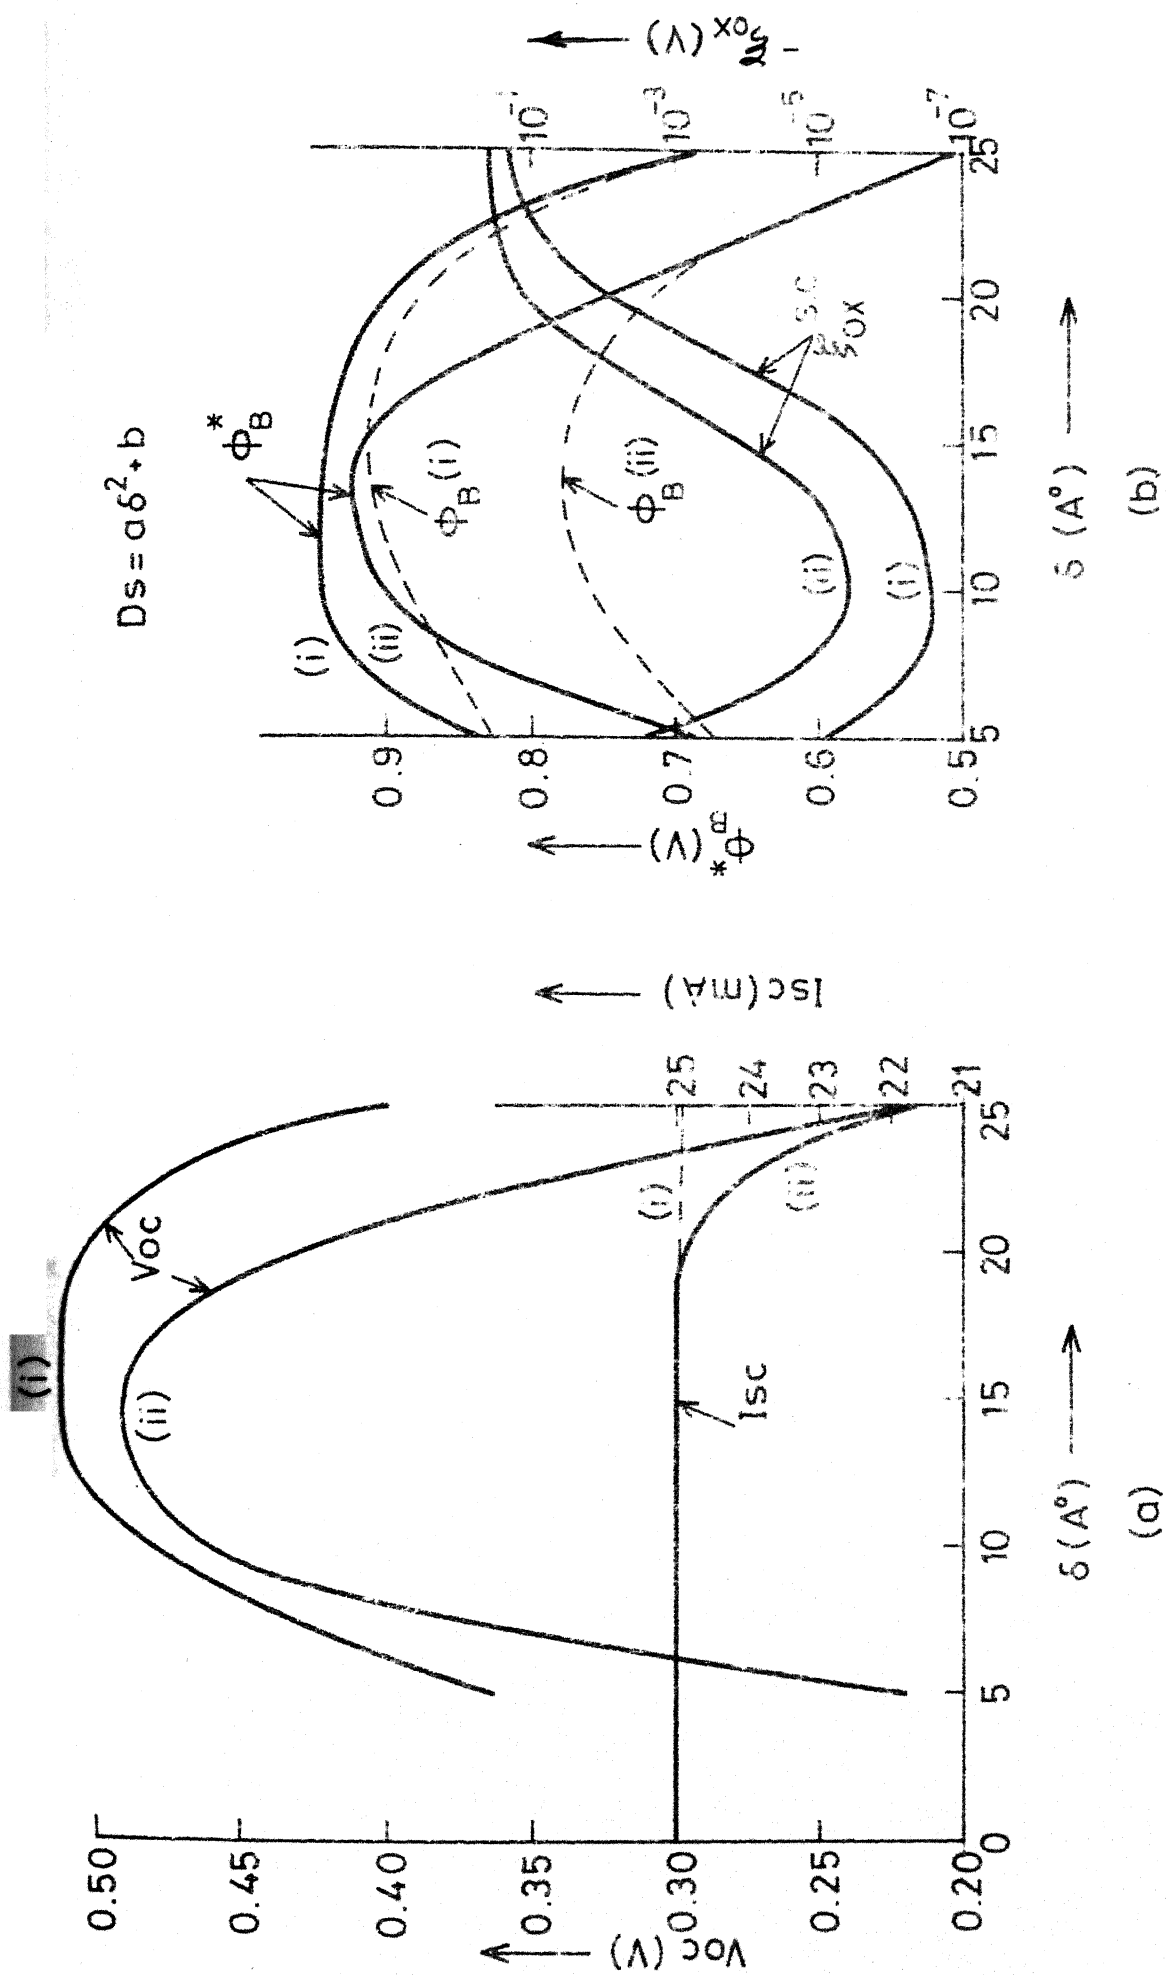 Voc (V)
0.50
0.45
0.40
0.35
0.30
0.25
0.20
(i)
(ii)
Voc
Isc
(i)
(ii)
0
5
10
15
20
25
δ (A°)
(a)
Isc (mA)
25
24
23
22
21
Ds = aδ² + b
Φ*B (V)
0.9
0.8
0.7
0.6
0.5
Φ*B
(i)
(ii)
ΦB (i)
ΦB (ii)
(ii)
(i)
ξ S.C ox
5
10
15
20
25
δ (A°)
(b)
- ξox (V)
10⁻³
10⁻⁵
10⁻⁷